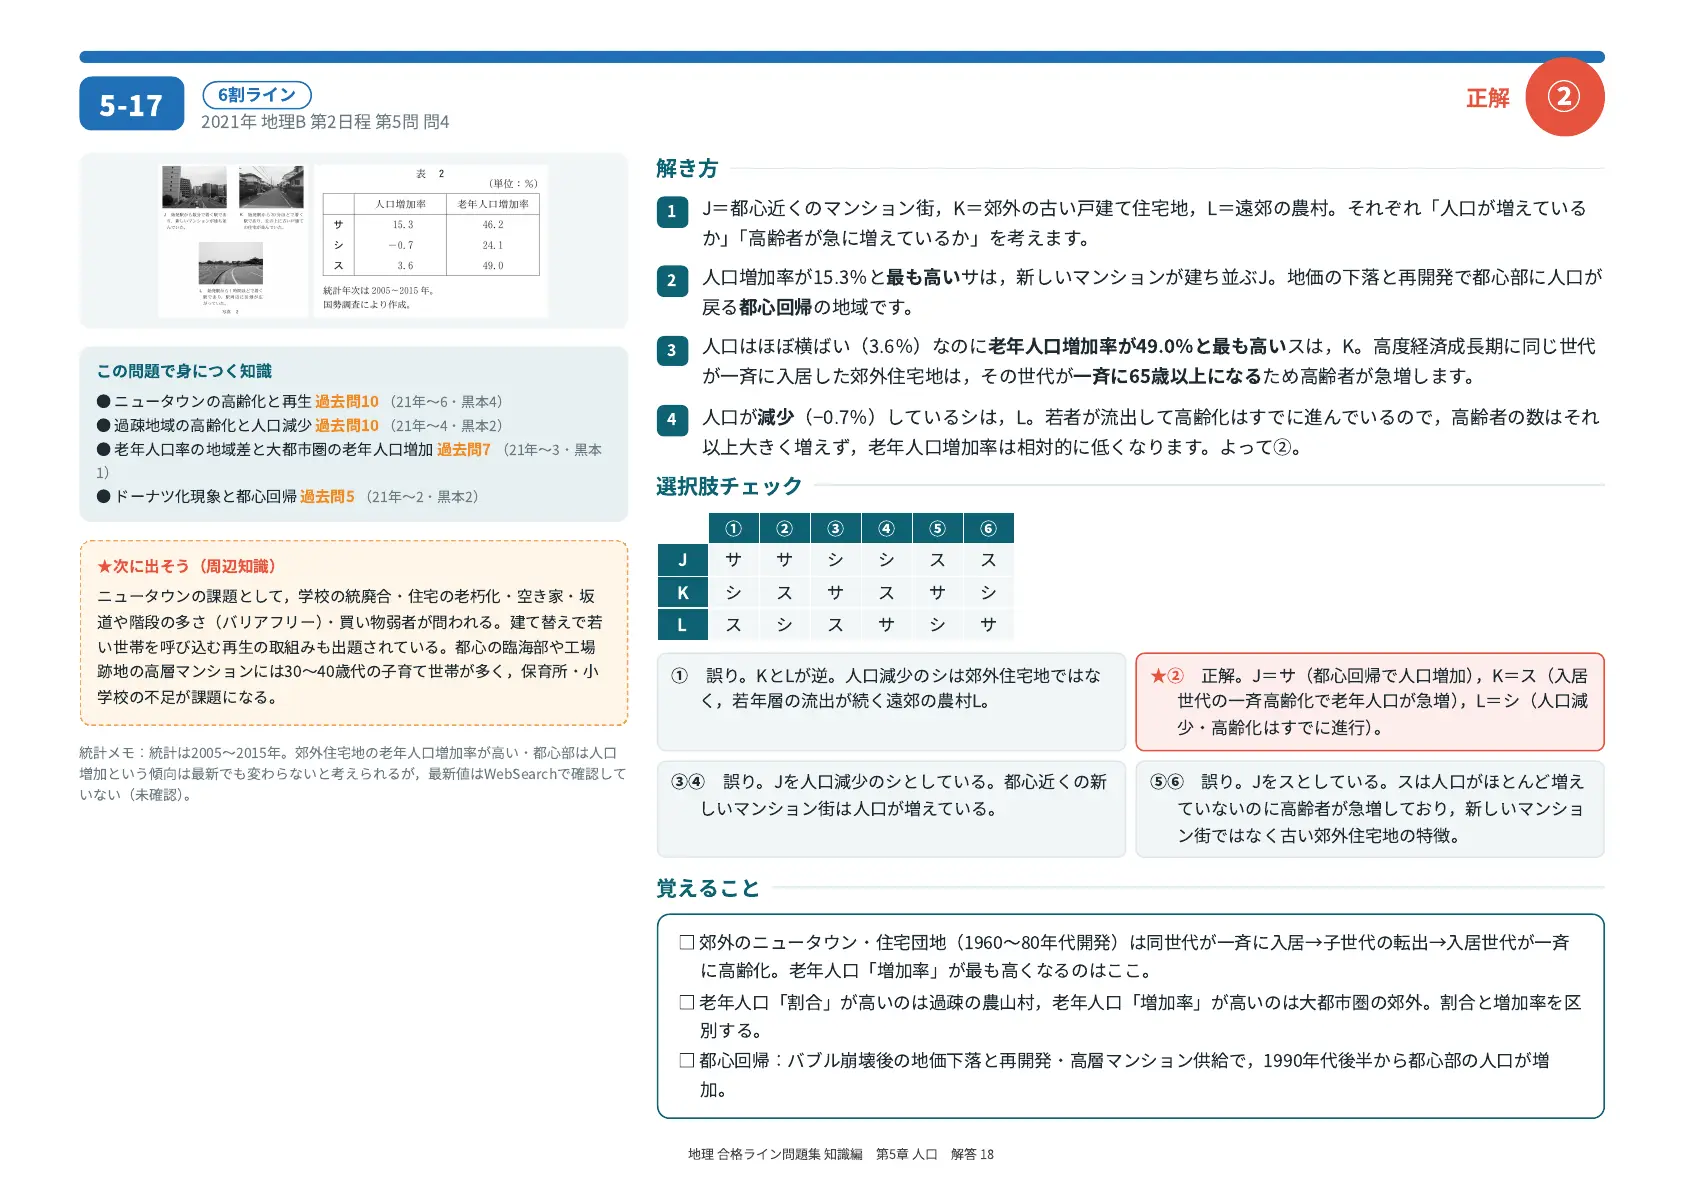 5-17
6割ライン
2021年 地理B 第2日程 第5問 問4
正解 ②
表 2
(単位：%)
人口増加率 老年人口増加率
サ 15.3 46.2
シ −0.7 24.1
ス 3.6 49.0
統計年次は2005～2015年。
国勢調査により作成。
写真 2
この問題で身につく知識
● ニュータウンの高齢化と再生 過去問10 （21年～6・黒本4）
● 過疎地域の高齢化と人口減少 過去問10 （21年～4・黒本2）
● 老年人口率の地域差と大都市圏の老年人口増加 過去問7 （21年～3・黒本
1）
● ドーナツ化現象と都心回帰 過去問5 （21年～2・黒本2）
★次に出そう（周辺知識）
ニュータウンの課題として，学校の統廃合・住宅の老朽化・空き家・坂
道や階段の多さ（バリアフリー）・買い物弱者が問われる。建て替えで若
い世帯を呼び込む再生の取組みも出題されている。都心の臨海部や工場
跡地の高層マンションには30～40歳代の子育て世帯が多く，保育所・小
学校の不足が課題になる。
統計メモ：統計は2005～2015年。郊外住宅地の老年人口増加率が高い・都心部は人口
増加という傾向は最新でも変わらないと考えられるが，最新値はWebSearchで確認して
いない（未確認）。
解き方
1 J＝都心近くのマンション街，K＝郊外の古い戸建て住宅地，L＝遠郊の農村。それぞれ「人口が増えている
か」「高齢者が急に増えているか」を考えます。
2 人口増加率が15.3％と最も高いサは，新しいマンションが建ち並ぶJ。地価の下落と再開発で都心部に人口が
戻る都心回帰の地域です。
3 人口はほぼ横ばい（3.6％）なのに老年人口増加率が49.0％と最も高いスは，K。高度経済成長期に同じ世代
が一斉に入居した郊外住宅地は，その世代が一斉に65歳以上になるため高齢者が急増します。
4 人口が減少（−0.7％）しているシは，L。若者が流出して高齢化はすでに進んでいるので，高齢者の数はそれ
以上大きく増えず，老年人口増加率は相対的に低くなります。よって②。
選択肢チェック
① ② ③ ④ ⑤ ⑥
J サ サ シ シ ス ス
K シ ス サ ス サ シ
L ス シ ス サ シ サ
① 誤り。KとLが逆。人口減少のシは郊外住宅地ではな
く，若年層の流出が続く遠郊の農村L。
★② 正解。J＝サ（都心回帰で人口増加），K＝ス（入居
世代の一斉高齢化で老年人口が急増），L＝シ（人口減
少・高齢化はすでに進行）。
③④ 誤り。Jを人口減少のシとしている。都心近くの新
しいマンション街は人口が増えている。
⑤⑥ 誤り。Jをスとしている。スは人口がほとんど増え
ていないのに高齢者が急増しており，新しいマンショ
ン街ではなく古い郊外住宅地の特徴。
覚えること
□ 郊外のニュータウン・住宅団地（1960～80年代開発）は同世代が一斉に入居→子世代の転出→入居世代が一斉
に高齢化。老年人口「増加率」が最も高くなるのはここ。
□ 老年人口「割合」が高いのは過疎の農山村，老年人口「増加率」が高いのは大都市圏の郊外。割合と増加率を区
別する。
□ 都心回帰：バブル崩壊後の地価下落と再開発・高層マンション供給で，1990年代後半から都心部の人口が増
加。
地理 合格ライン問題集 知識編 第5章 人口 解答 18